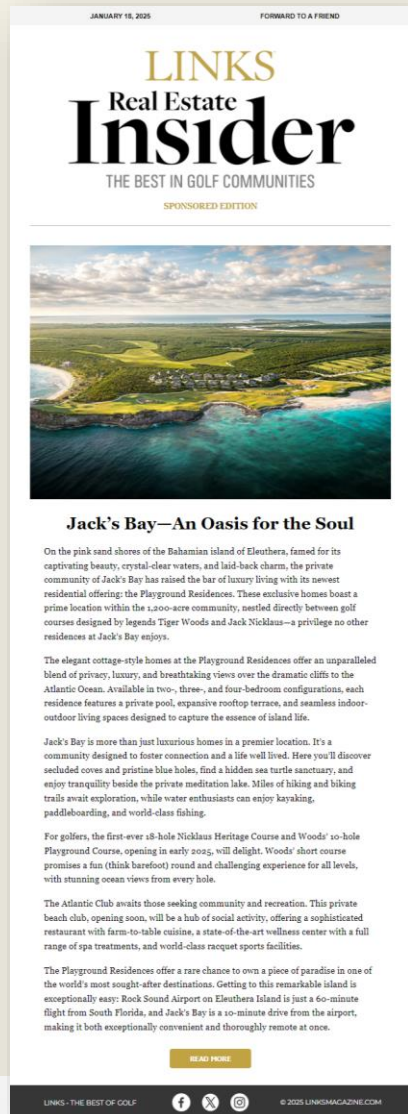 JANUARY 18, 2025
FORWARD TO A FRIEND
LINKS
Real Estate
Insider
THE BEST IN GOLF COMMUNITIES
SPONSORED EDITION
Jack's Bay—An Oasis for the Soul
On the pink sand shores of the Bahamian island of Eleuthera, famed for its
captivating beauty, crystal-clear waters, and laid-back charm, the private
community of Jack's Bay has raised the bar of luxury living with its newest
residential offering: the Playground Residences. These exclusive homes boast a
prime location within the 1,200-acre community, nestled directly between golf
courses designed by legends Tiger Woods and Jack Nicklaus—a privilege no other
residences at Jack's Bay enjoys.
The elegant cottage-style homes at the Playground Residences offer an unparalleled
blend of privacy, luxury, and breathtaking views over the dramatic cliffs to the
Atlantic Ocean. Available in two-, three-, and four-bedroom configurations, each
residence features a private pool, expansive rooftop terrace, and seamless indoor-
outdoor living spaces designed to capture the essence of island life.
Jack's Bay is more than just luxurious homes in a premier location. It's a
community designed to foster connection and a life well lived. Here you'll discover
secluded coves and pristine blue holes, find a hidden sea turtle sanctuary, and
enjoy tranquility beside the private meditation lake. Miles of hiking and biking
trails await exploration, while water enthusiasts can enjoy kayaking,
paddleboarding, and world-class fishing.
For golfers, the first-ever 18-hole Nicklaus Heritage Course and Woods' 10-hole
Playground Course, opening in early 2025, will delight. Woods' short course
promises a fun (think barefoot) round and challenging experience for all levels,
with stunning ocean views from every hole.
The Atlantic Club awaits those seeking community and recreation. This private
beach club, opening soon, will be a hub of social activity, offering a sophisticated
restaurant with farm-to-table cuisine, a state-of-the-art wellness center with a full
range of spa treatments, and world-class racquet sports facilities.
The Playground Residences offer a rare chance to own a piece of paradise in one of
the world's most sought-after destinations. Getting to this remarkable island is
exceptionally easy: Rock Sound Airport on Eleuthera Island is just a 60-minute
flight from South Florida, and Jack's Bay is a 10-minute drive from the airport,
making it both exceptionally convenient and thoroughly remote at once.
READ MORE
LINKS - THE BEST OF GOLF
© 2025 LINKSMAGAZINE.COM